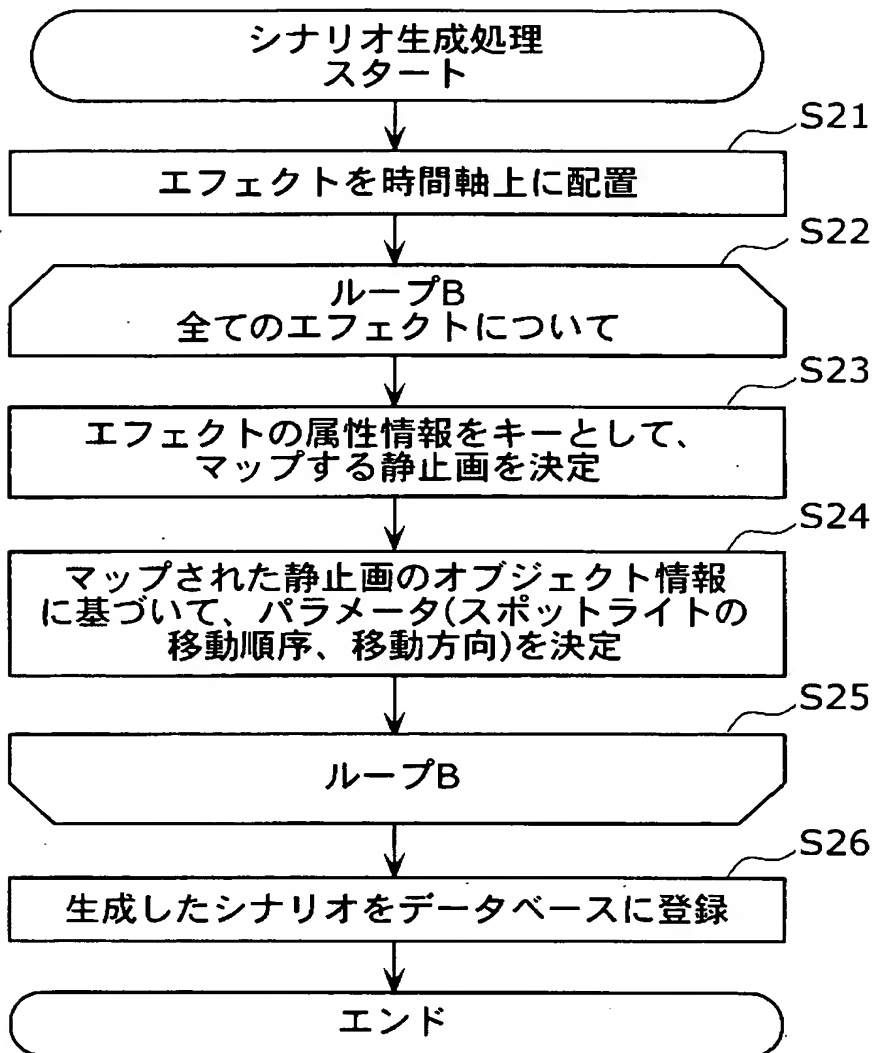 シナリオ生成処理
スタート
S21
エフェクトを時間軸上に配置
S22
ループB
全てのエフェクトについて
S23
エフェクトの属性情報をキーとして、
マップする静止画を決定
S24
マップされた静止画のオブジェクト情報
に基づいて、パラメータ(スポットライトの
移動順序、移動方向)を決定
S25
ループB
S26
生成したシナリオをデータベースに登録
エンド